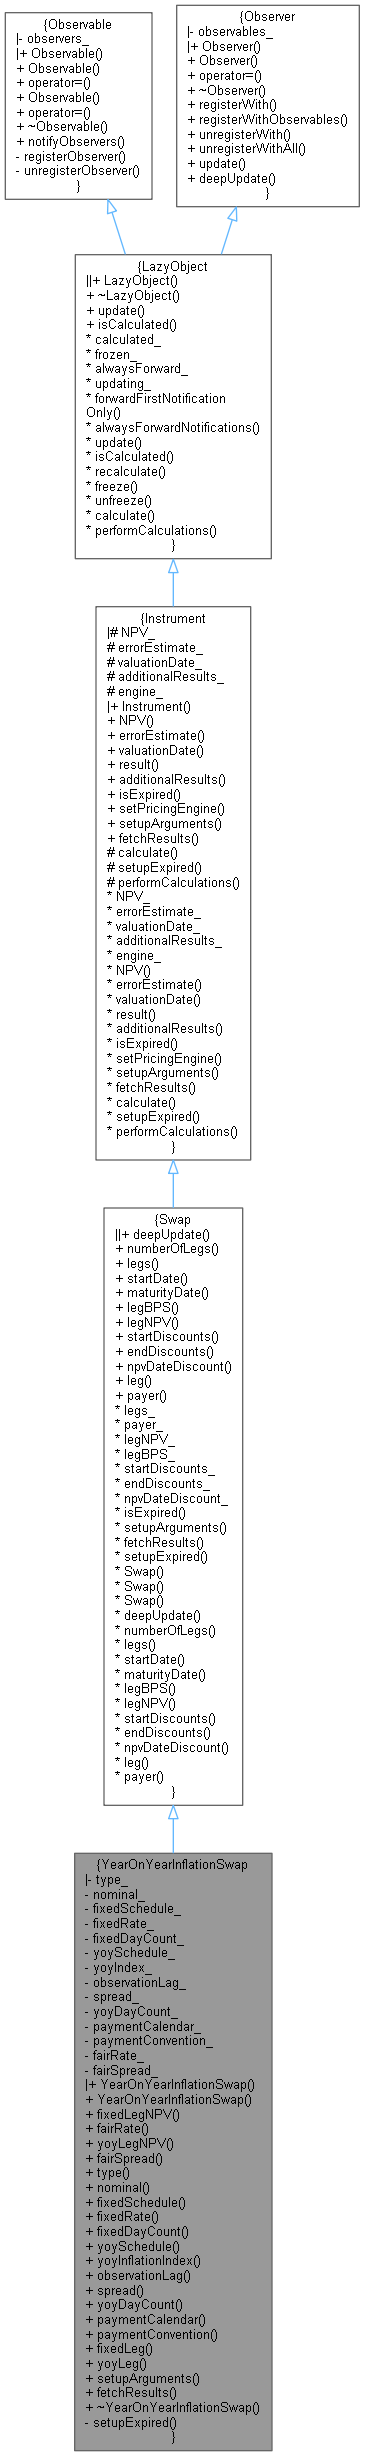 {Observable
|- observers_
|+ Observable()
+ Observable()
+ operator=()
+ Observable()
+ operator=()
+ ~Observable()
+ notifyObservers()
- registerObserver()
- unregisterObserver()
}
{Observer
|- observables_
|+ Observer()
+ Observer()
+ operator=()
+ ~Observer()
+ registerWith()
+ registerWithObservables()
+ unregisterWith()
+ unregisterWithAll()
+ update()
+ deepUpdate()
}
{LazyObject
||+ LazyObject()
+ ~LazyObject()
+ update()
+ isCalculated()
* calculated_
* frozen_
* alwaysForward_
* updating_
* forwardFirstNotification
Only()
* alwaysForwardNotifications()
* update()
* isCalculated()
* recalculate()
* freeze()
* unfreeze()
* calculate()
* performCalculations()
}
{Instrument
|# NPV_
# errorEstimate_
# valuationDate_
# additionalResults_
# engine_
|+ Instrument()
+ NPV()
+ errorEstimate()
+ valuationDate()
+ result()
+ additionalResults()
+ isExpired()
+ setPricingEngine()
+ setupArguments()
+ fetchResults()
# calculate()
# setupExpired()
# performCalculations()
* NPV_
* errorEstimate_
* valuationDate_
* additionalResults_
* engine_
* NPV()
* errorEstimate()
* valuationDate()
* result()
* additionalResults()
* isExpired()
* setPricingEngine()
* setupArguments()
* fetchResults()
* calculate()
* setupExpired()
* performCalculations()
}
{Swap
||+ deepUpdate()
+ numberOfLegs()
+ legs()
+ startDate()
+ maturityDate()
+ legBPS()
+ legNPV()
+ startDiscounts()
+ endDiscounts()
+ npvDateDiscount()
+ leg()
+ payer()
* legs_
* payer_
* legNPV_
* legBPS_
* startDiscounts_
* endDiscounts_
* npvDateDiscount_
* isExpired()
* setupArguments()
* fetchResults()
* setupExpired()
* Swap()
* Swap()
* Swap()
* deepUpdate()
* numberOfLegs()
* legs()
* startDate()
* maturityDate()
* legBPS()
* legNPV()
* startDiscounts()
* endDiscounts()
* npvDateDiscount()
* leg()
* payer()
}
{YearOnYearInflationSwap
|- type_
- nominal_
- fixedSchedule_
- fixedRate_
- fixedDayCount_
- yoySchedule_
- yoyIndex_
- observationLag_
- spread_
- yoyDayCount_
- paymentCalendar_
- paymentConvention_
- fairRate_
- fairSpread_
|+ YearOnYearInflationSwap()
+ YearOnYearInflationSwap()
+ fixedLegNPV()
+ fairRate()
+ yoyLegNPV()
+ fairSpread()
+ type()
+ nominal()
+ fixedSchedule()
+ fixedRate()
+ fixedDayCount()
+ yoySchedule()
+ yoyInflationIndex()
+ observationLag()
+ spread()
+ yoyDayCount()
+ paymentCalendar()
+ paymentConvention()
+ fixedLeg()
+ yoyLeg()
+ setupArguments()
+ fetchResults()
+ ~YearOnYearInflationSwap()
- setupExpired()
}